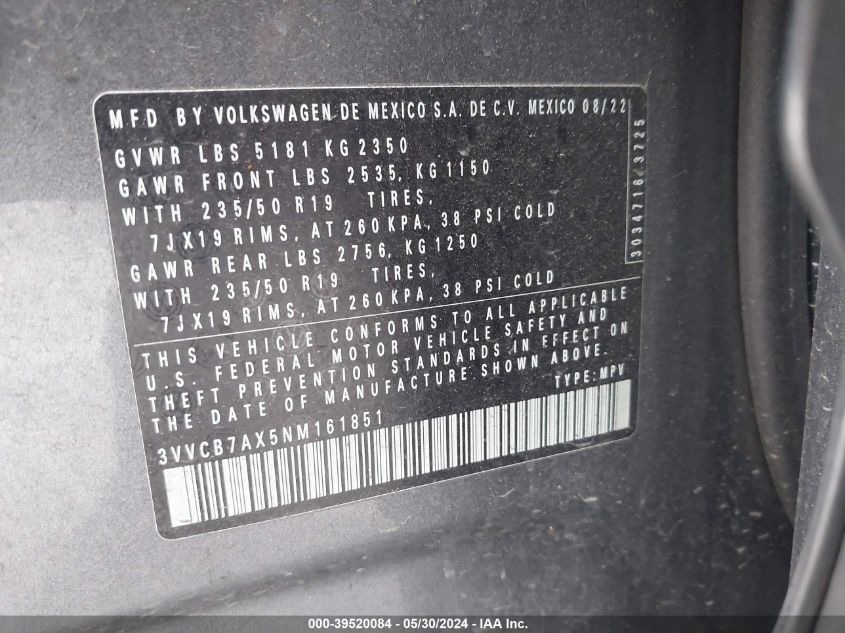 MFD BY VOLKSWAGEN DE MEXICO S.A. DE C.V. MEXICO 08/22
GVWR LBS 5181 KG 2350
GAWR FRONT LBS 2535, KG 1150
WITH 235/50 R19 TIRES,
7JX19 RIMS, AT 260 KPA, 38 PSI COLD
GAWR REAR LBS 2756, KG 1250
WITH 235/50 R19 TIRES,
7JX19 RIMS, AT 260 KPA, 38 PSI COLD
3034716 3725
THIS VEHICLE CONFORMS TO ALL APPLICABLE
U.S. FEDERAL MOTOR VEHICLE SAFETY AND
THEFT PREVENTION STANDARDS IN EFFECT ON
THE DATE OF MANUFACTURE SHOWN ABOVE.
TYPE: MPV
3VVCB7AX5NM161851
000-39520084 - 05/30/2024 - IAA Inc.